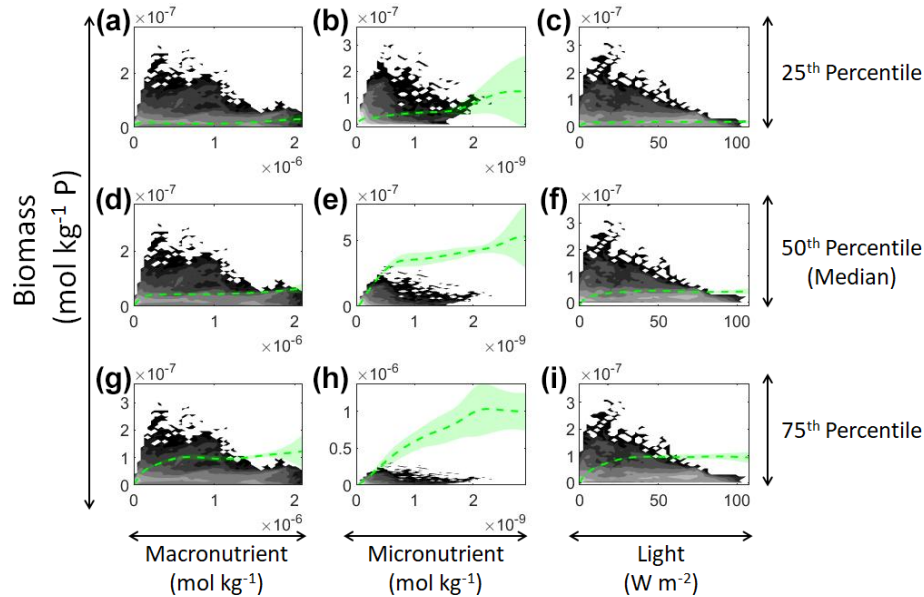 (a) ×10⁻⁷ (b) ×10⁻⁷ (c) ×10⁻⁷
2 3 3
1 2 2
0 1 1
0 0
0 1 2 0 1 2 0 50 100
×10⁻⁶ ×10⁻⁹
25th Percentile
(d) ×10⁻⁷ (e) ×10⁻⁷ (f) ×10⁻⁷
2 5 3
1 0 2
0 1
0
0 1 2 0 1 2 0 50 100
×10⁻⁶ ×10⁻⁹
50th Percentile
(Median)
(g) ×10⁻⁷ (h) ×10⁻⁶ (i) ×10⁻⁷
3 1 3
2 0.5 2
1 0 1
0 0
0 1 2 0 1 2 0 50 100
×10⁻⁶ ×10⁻⁹
75th Percentile
Biomass
(mol kg⁻¹ P)
Macronutrient Micronutrient Light
(mol kg⁻¹) (mol kg⁻¹) (W m⁻²)